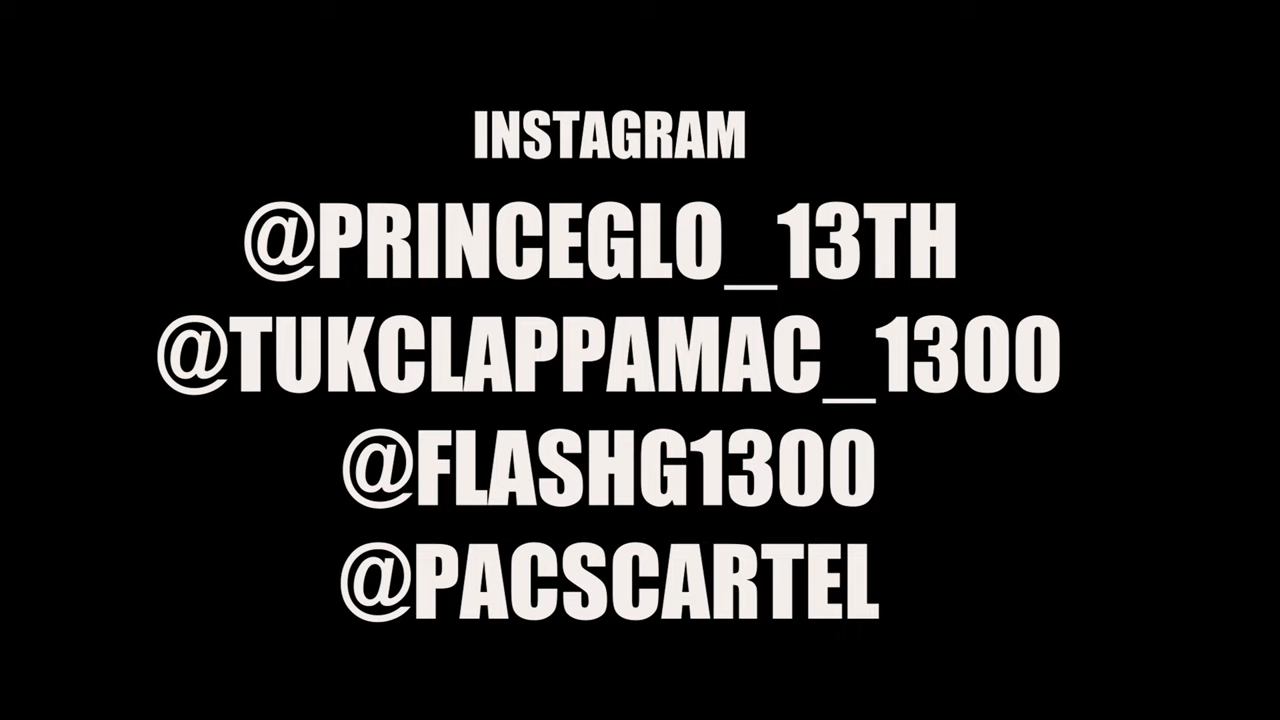 INSTAGRAM
@PRINCEGLO_13TH
@TUKCLAPPAMAC_1300
@FLASHG1300
@PACSCARTEL